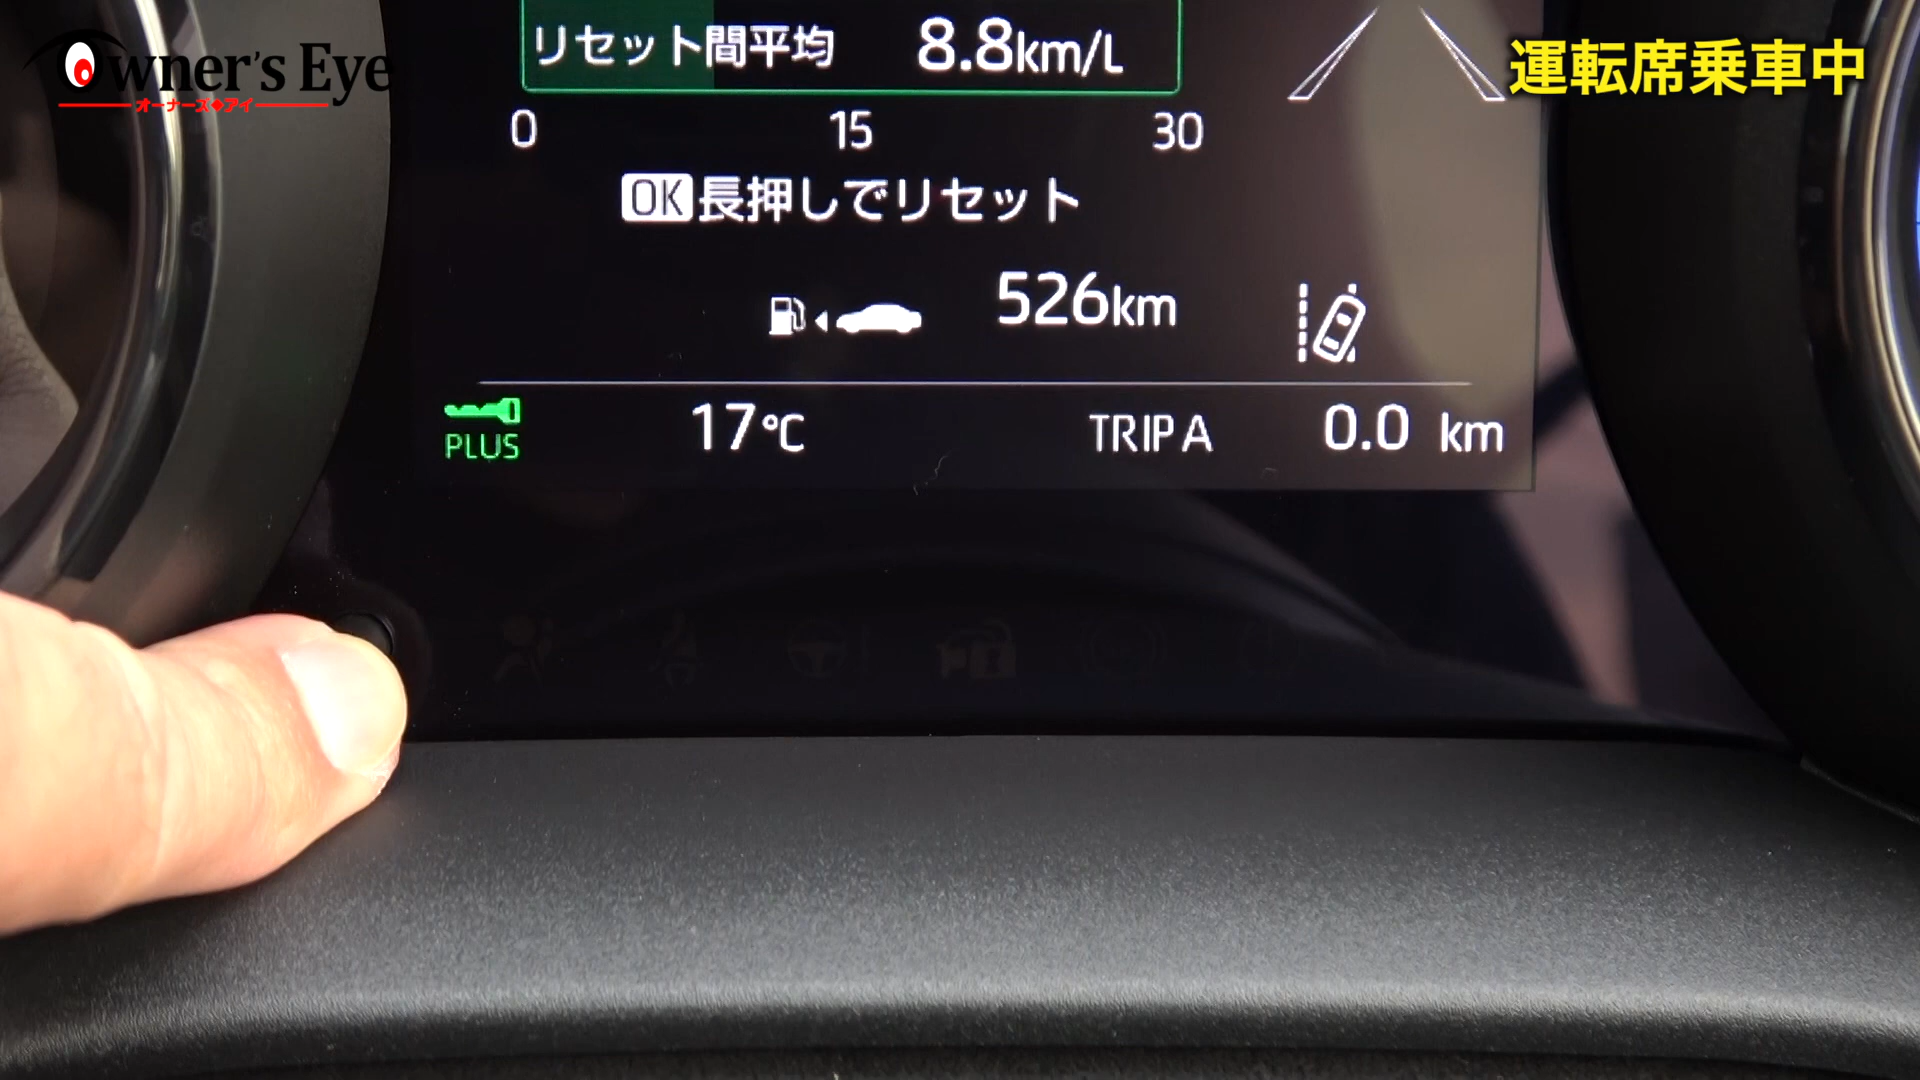 Owner's Eye
オーナーズ◆アイ
運転席乗車中
リセット間平均 8.8km/L
0 15 30
OK長押しでリセット
526km
PLUS 17℃ TRIP A 0.0 km